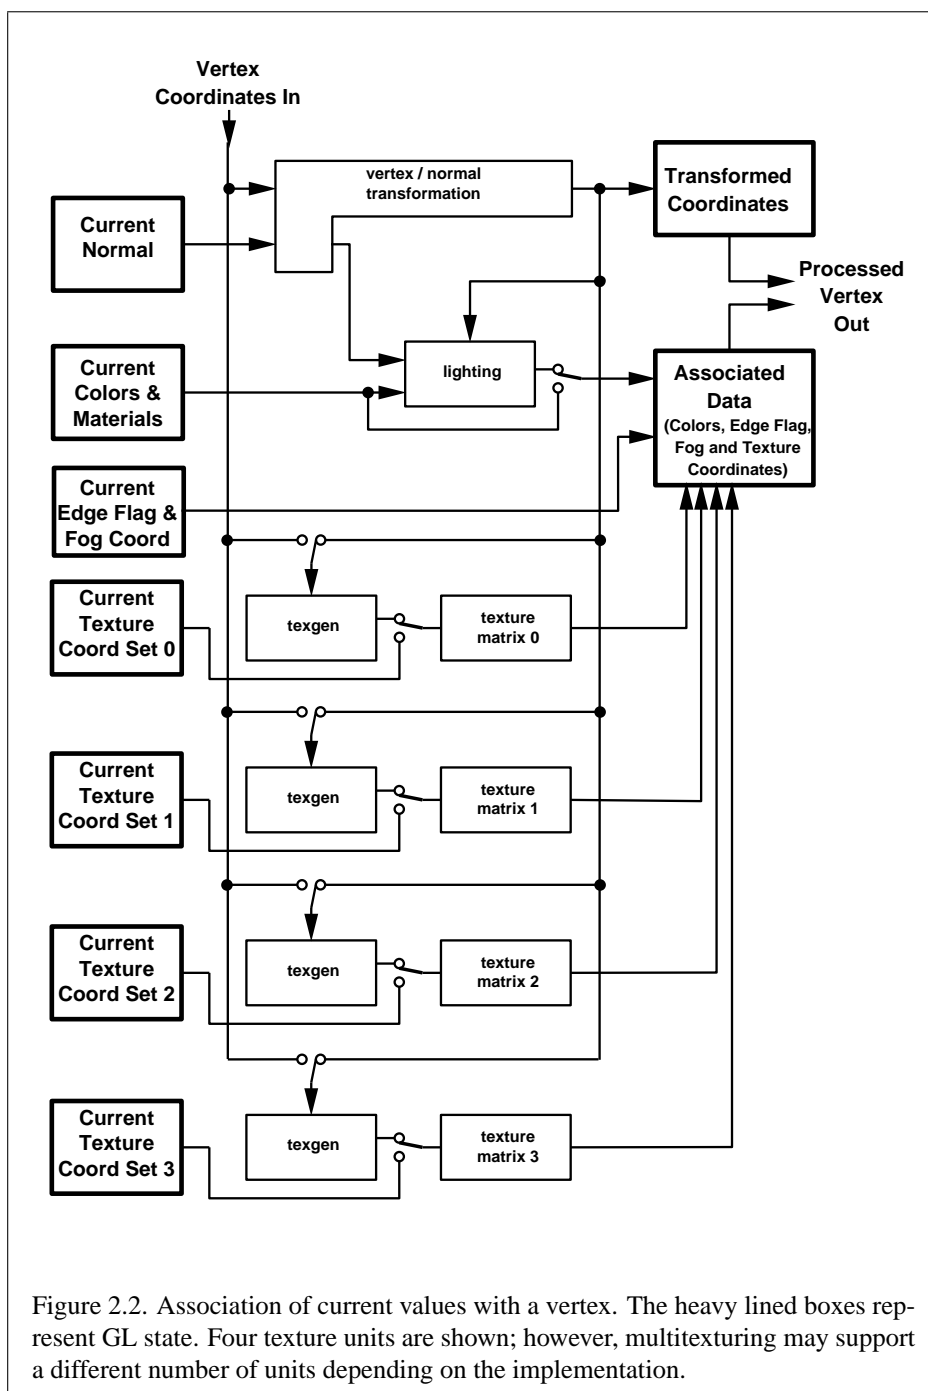 Vertex
Coordinates In
vertex / normal
transformation
Transformed
Coordinates
Current
Normal
Processed
Vertex
Out
Current
Colors &
Materials
lighting
Associated
Data
(Colors, Edge Flag,
Fog and Texture
Coordinates)
Current
Edge Flag &
Fog Coord
Current
Texture
Coord Set 0
texgen
texture
matrix 0
Current
Texture
Coord Set 1
texgen
texture
matrix 1
Current
Texture
Coord Set 2
texgen
texture
matrix 2
Current
Texture
Coord Set 3
texgen
texture
matrix 3
Figure 2.2. Association of current values with a vertex. The heavy lined boxes rep-
resent GL state. Four texture units are shown; however, multitexturing may support
a different number of units depending on the implementation.